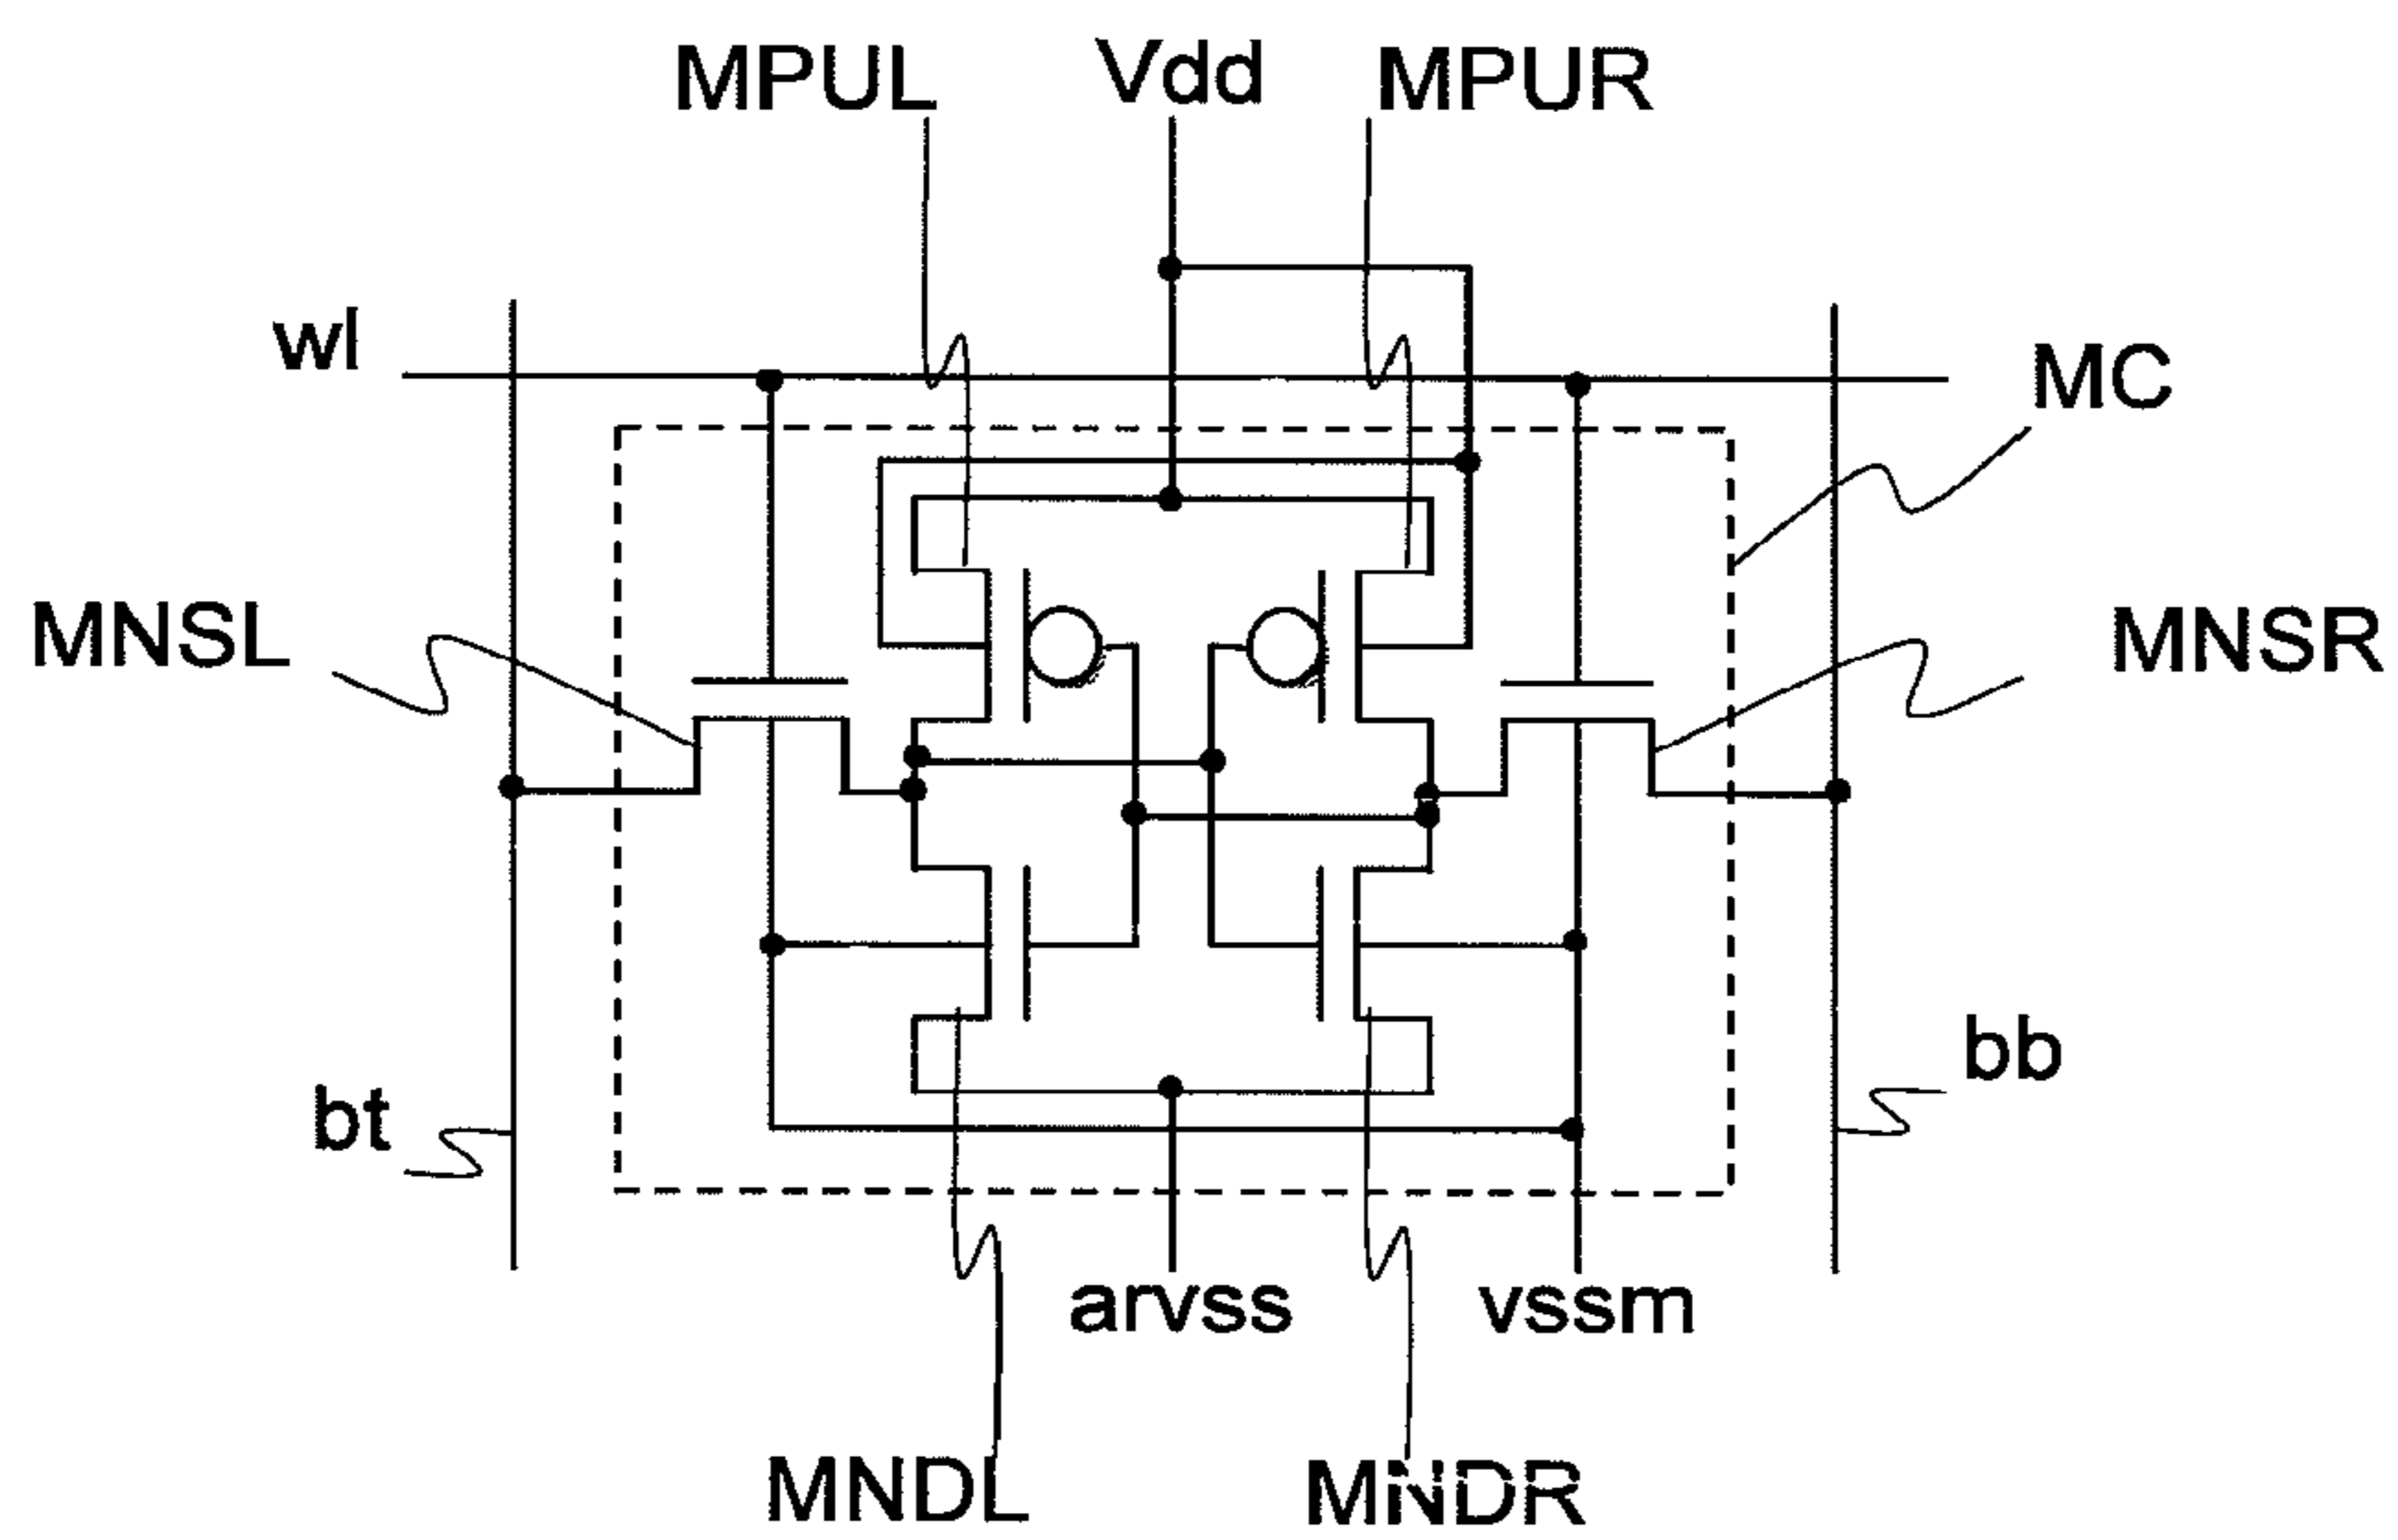 MPUL Vdd MPUR
wl
MC
MNSL
MNSR
bb
bt
arvss vssm
MNDL MNDR